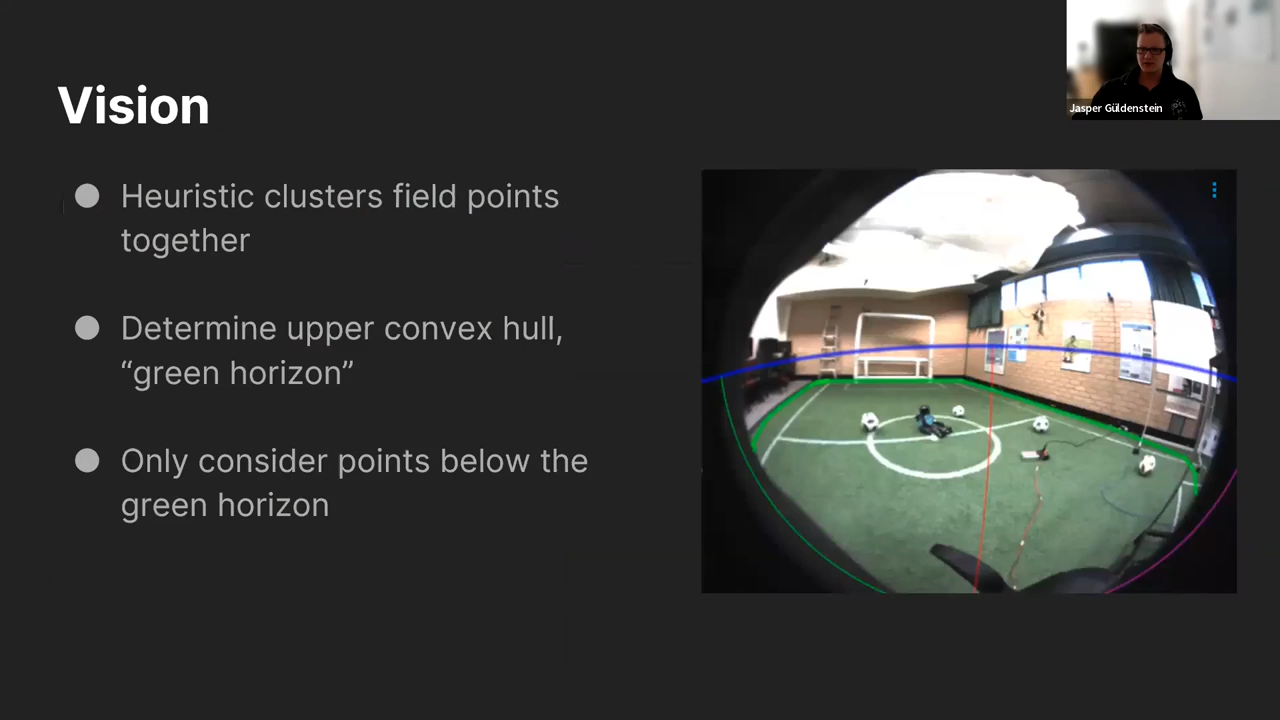 Jasper Güldenstein
Vision
● Heuristic clusters field points
together
● Determine upper convex hull,
“green horizon”
● Only consider points below the
green horizon